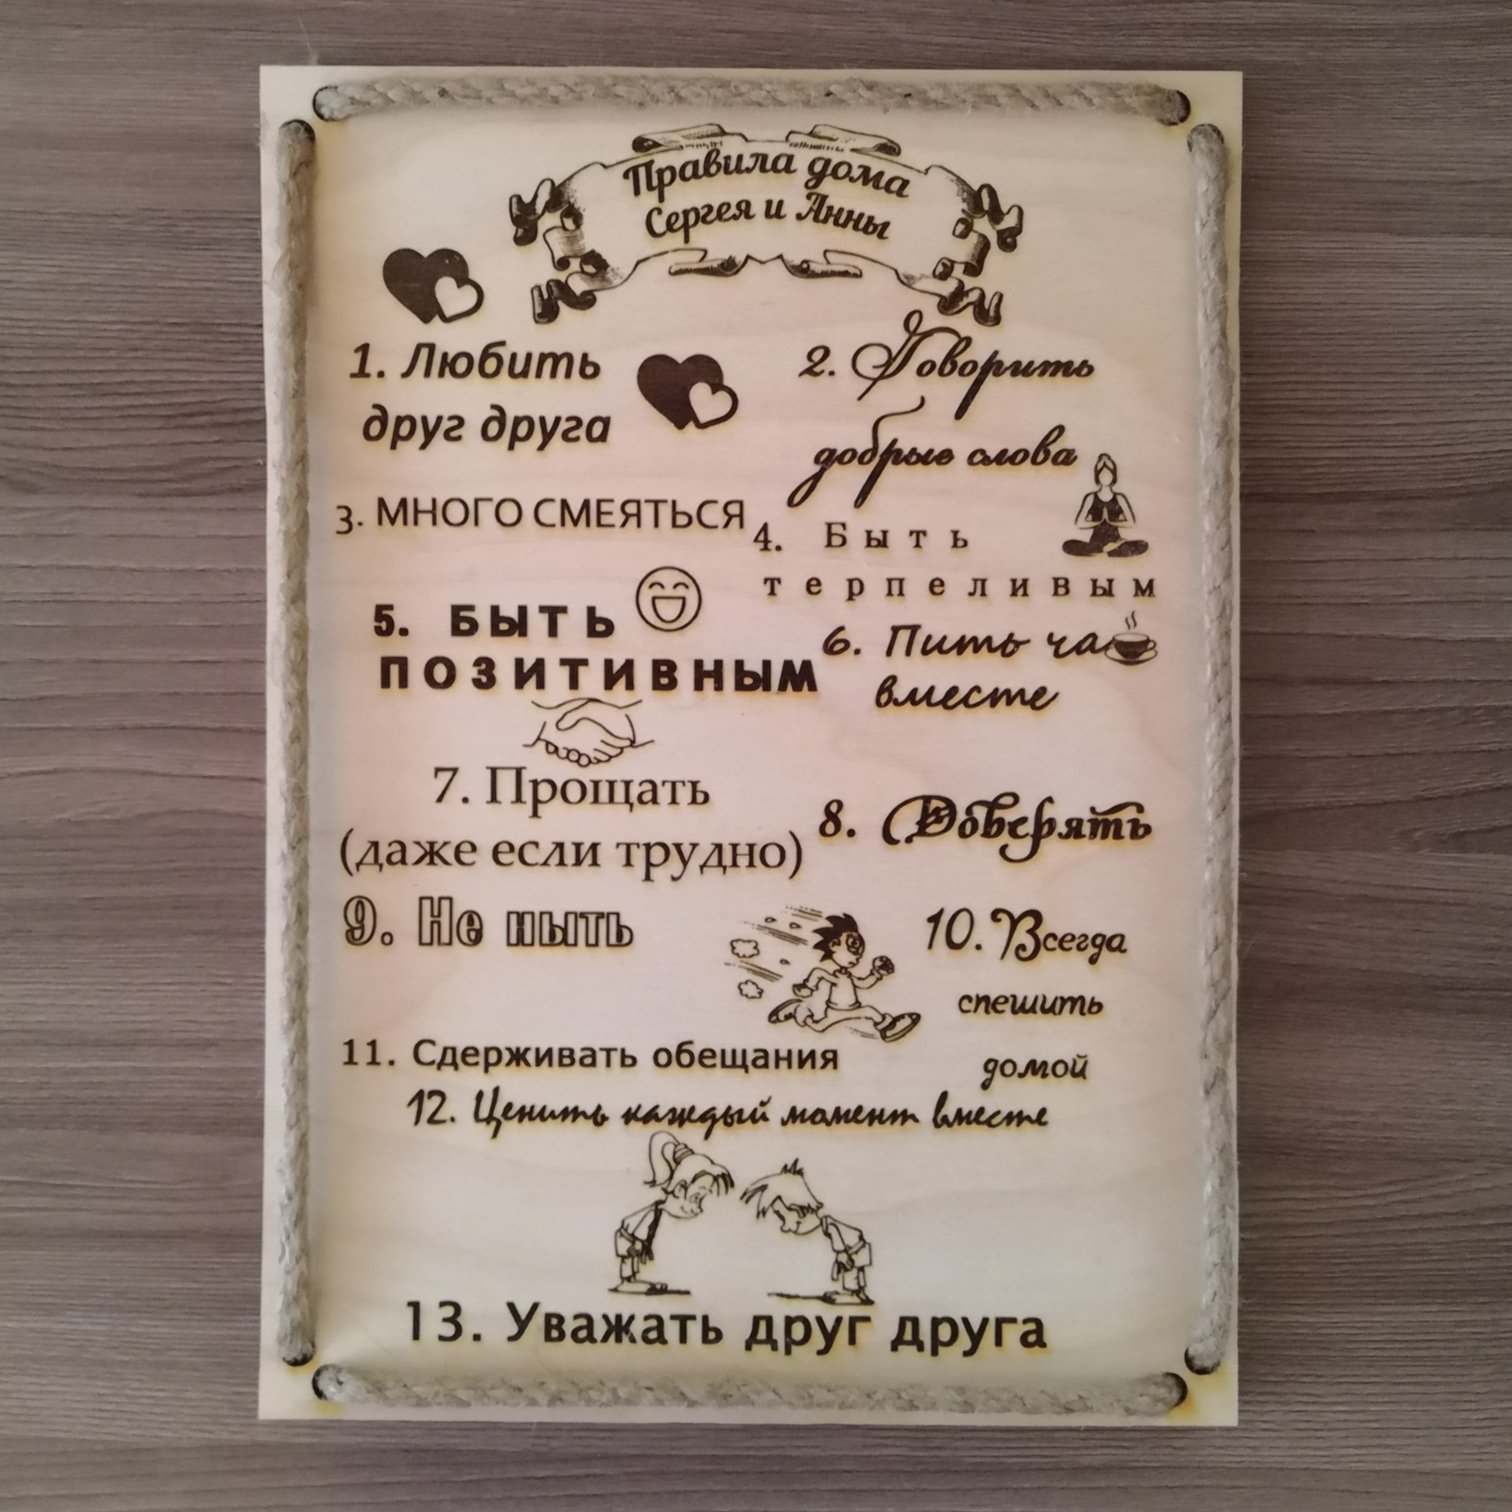 Правила дома
Сергея и Анны
1. Любить
друг друга
2. Говорить
добрые слова
3. МНОГО СМЕЯТЬСЯ
4. Быть
терпеливым
5. БЫТЬ
ПОЗИТИВНЫМ
6. Пить ча
вместе
7. Прощать
(даже если трудно)
8. Доверять
9. Не ныть
10. Всегда
спешить
домой
11. Сдерживать обещания
12. Ценить каждый момент вместе
13. Уважать друг друга